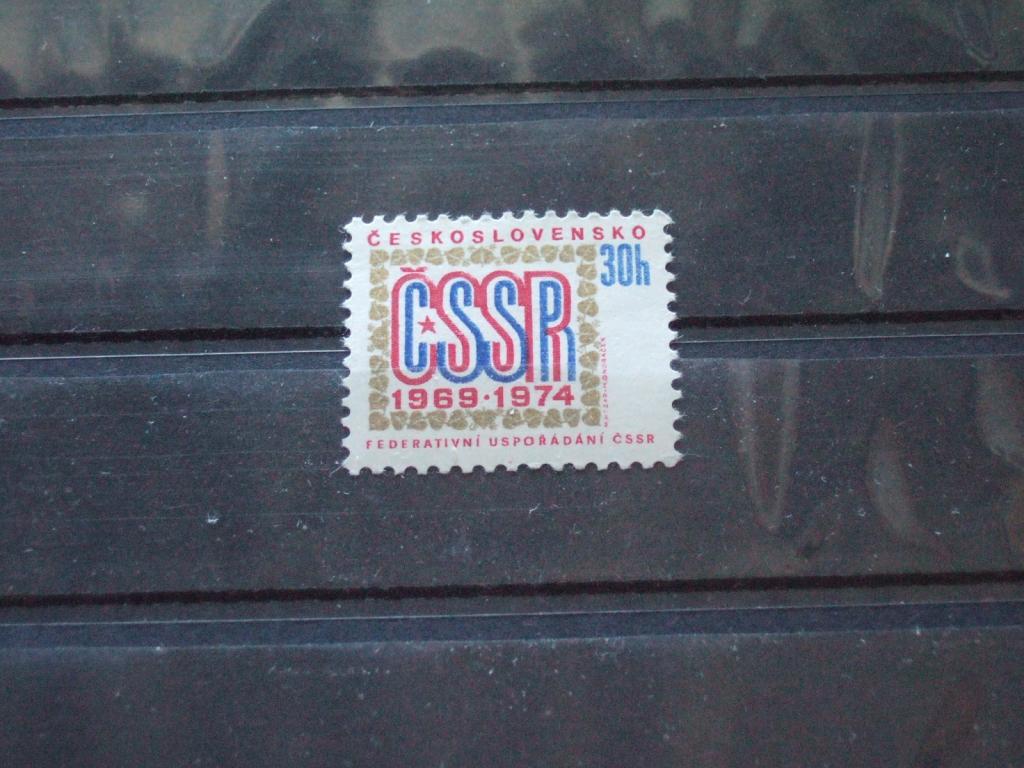 ČESKOSLOVENSKO
30h
ČSSR
1969·1974
FEDERATIVNÍ USPOŘÁDÁNÍ ČSSR